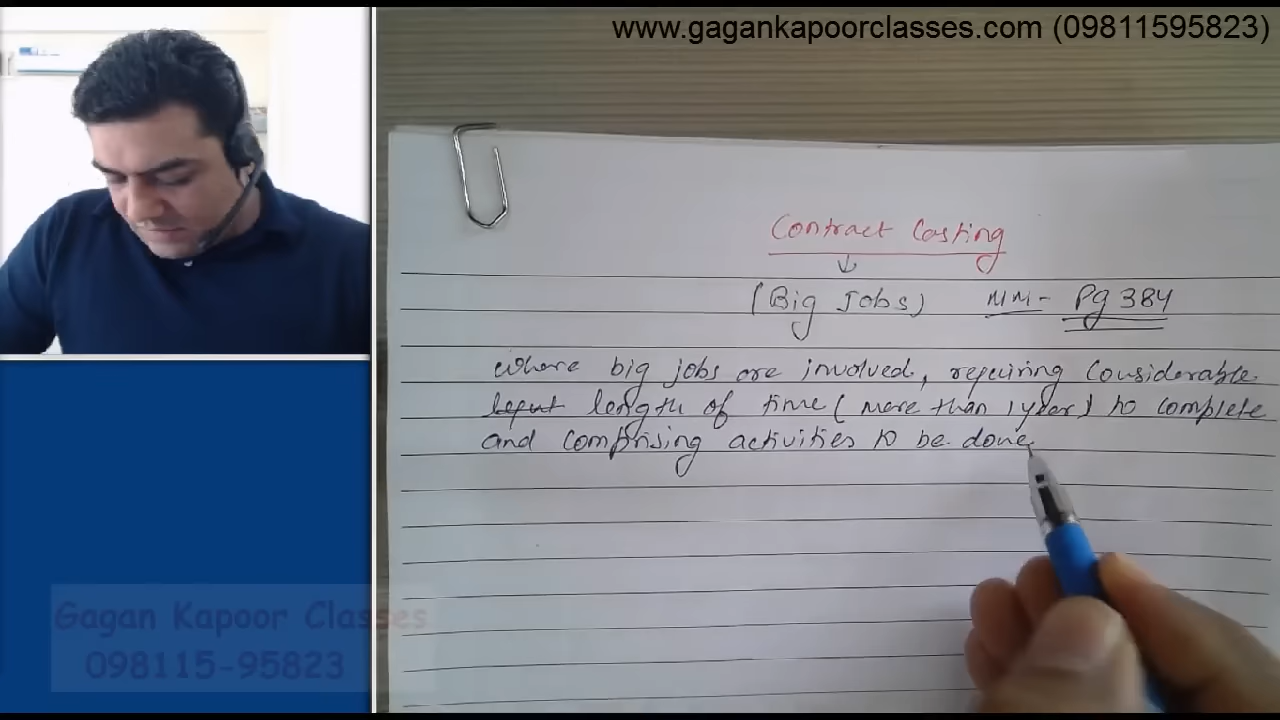 www.gagankapoorclasses.com (09811595823)
Contract Costing
(Big Jobs) MM - Pg 384
where big jobs are involved, requiring considerable
length of time (more than 1 year) to complete
and comprising activities to be done
Gagan Kapoor Classes
098115-95823